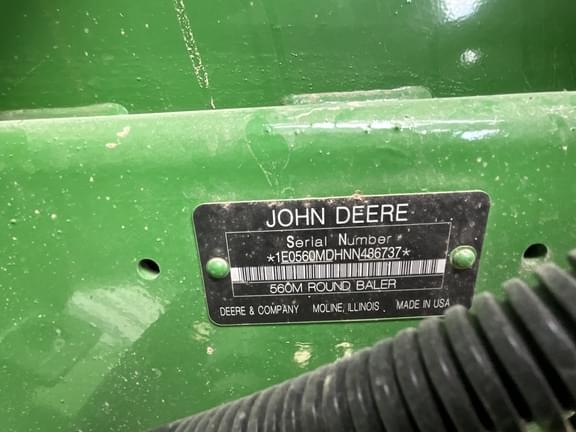 JOHN DEERE
Serial Number
*1E0560MDHNN486737*
560M ROUND BALER
DEERE & COMPANY MOLINE, ILLINOIS MADE IN USA